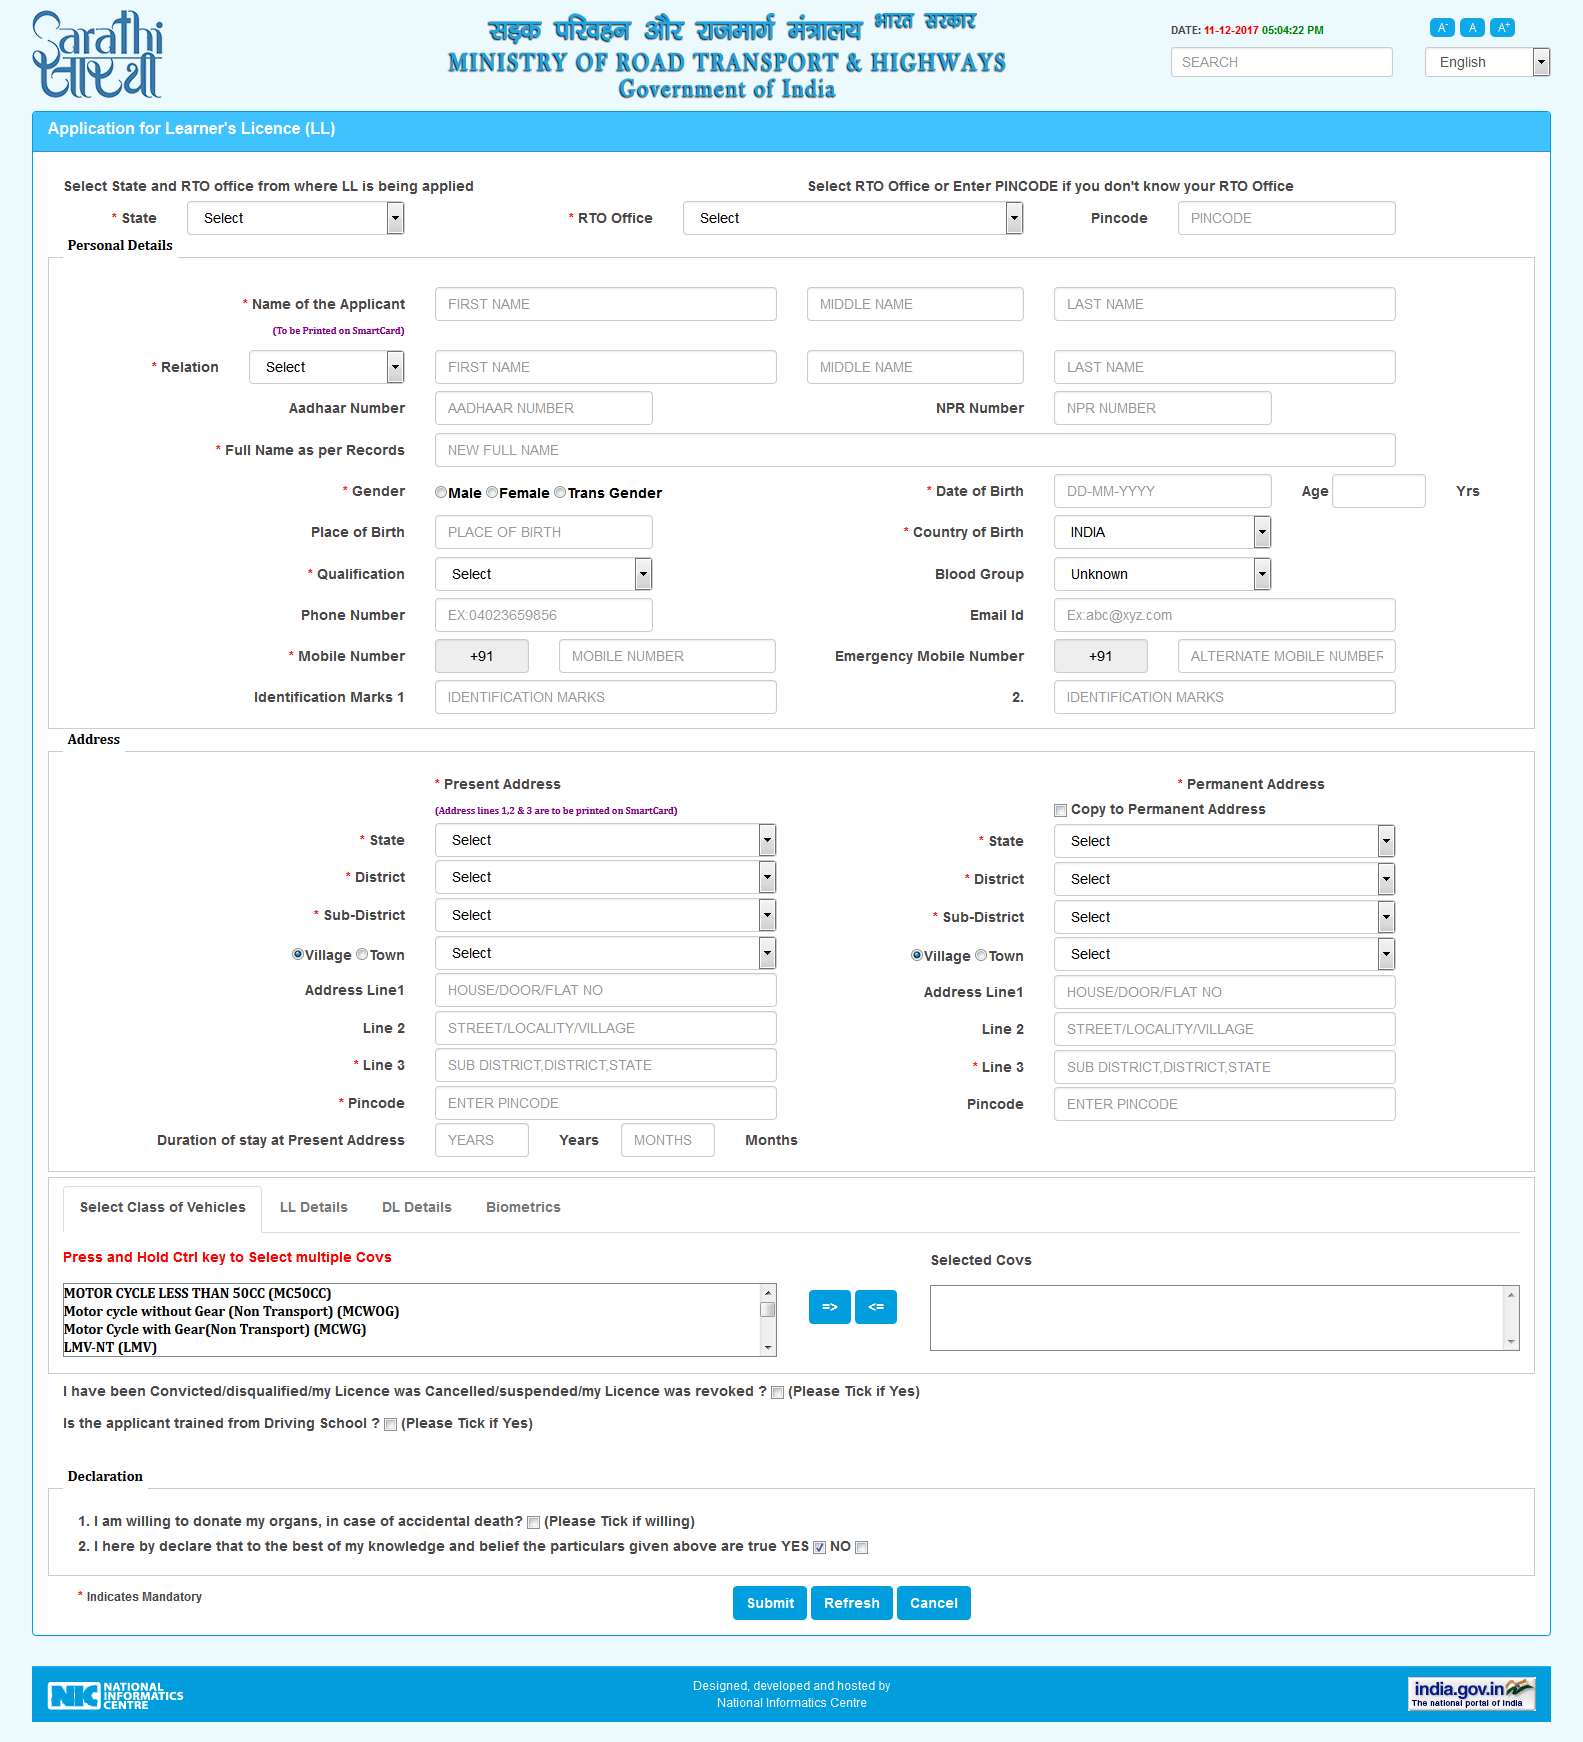 Sarathi
सारथी
सड़क परिवहन और राजमार्ग मंत्रालय भारत सरकार
MINISTRY OF ROAD TRANSPORT & HIGHWAYS
Government of India
DATE: 11-12-2017 05:04:22 PM
A- A A+
SEARCH English
Application for Learner's Licence (LL)
Select State and RTO office from where LL is being applied Select RTO Office or Enter PINCODE if you don't know your RTO Office
* State Select * RTO Office Select Pincode PINCODE
Personal Details
* Name of the Applicant FIRST NAME MIDDLE NAME LAST NAME
(To be Printed on SmartCard)
* Relation Select FIRST NAME MIDDLE NAME LAST NAME
Aadhaar Number AADHAAR NUMBER NPR Number NPR NUMBER
* Full Name as per Records NEW FULL NAME
* Gender Male Female Trans Gender * Date of Birth DD-MM-YYYY Age Yrs
Place of Birth PLACE OF BIRTH * Country of Birth INDIA
* Qualification Select Blood Group Unknown
Phone Number EX:04023659856 Email Id Ex:abc@xyz.com
* Mobile Number +91 MOBILE NUMBER Emergency Mobile Number +91 ALTERNATE MOBILE NUMBER
Identification Marks 1 IDENTIFICATION MARKS 2. IDENTIFICATION MARKS
Address
* Present Address * Permanent Address
(Address lines 1,2 & 3 are to be printed on SmartCard) Copy to Permanent Address
* State Select * State Select
* District Select * District Select
* Sub-District Select * Sub-District Select
Village Town Select Village Town Select
Address Line1 HOUSE/DOOR/FLAT NO Address Line1 HOUSE/DOOR/FLAT NO
Line 2 STREET/LOCALITY/VILLAGE Line 2 STREET/LOCALITY/VILLAGE
* Line 3 SUB DISTRICT,DISTRICT,STATE * Line 3 SUB DISTRICT,DISTRICT,STATE
* Pincode ENTER PINCODE Pincode ENTER PINCODE
Duration of stay at Present Address YEARS Years MONTHS Months
Select Class of Vehicles LL Details DL Details Biometrics
Press and Hold Ctrl key to Select multiple Covs Selected Covs
MOTOR CYCLE LESS THAN 50CC (MC50CC)
Motor cycle without Gear (Non Transport) (MCWOG)
Motor Cycle with Gear(Non Transport) (MCWG)
LMV-NT (LMV)
=> <=
I have been Convicted/disqualified/my Licence was Cancelled/suspended/my Licence was revoked ? (Please Tick if Yes)
Is the applicant trained from Driving School ? (Please Tick if Yes)
Declaration
1. I am willing to donate my organs, in case of accidental death? (Please Tick if willing)
2. I here by declare that to the best of my knowledge and belief the particulars given above are true YES NO
* Indicates Mandatory Submit Refresh Cancel
NIC NATIONAL INFORMATICS CENTRE
Designed, developed and hosted by
National Informatics Centre
india.gov.in
The national portal of India